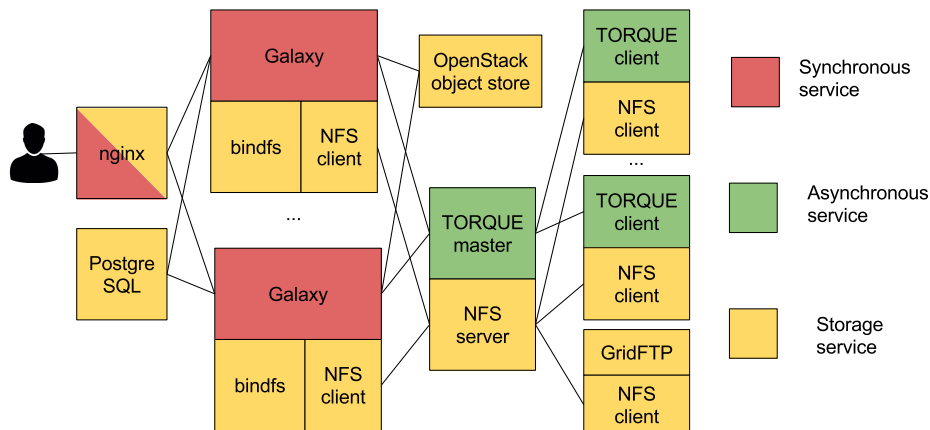 nginx
Postgre
SQL
Galaxy
bindfs
NFS
client
...
Galaxy
bindfs
NFS
client
OpenStack
object store
TORQUE
master
NFS
server
TORQUE
client
NFS
client
...
TORQUE
client
NFS
client
GridFTP
NFS
client
Synchronous
service
Asynchronous
service
Storage
service